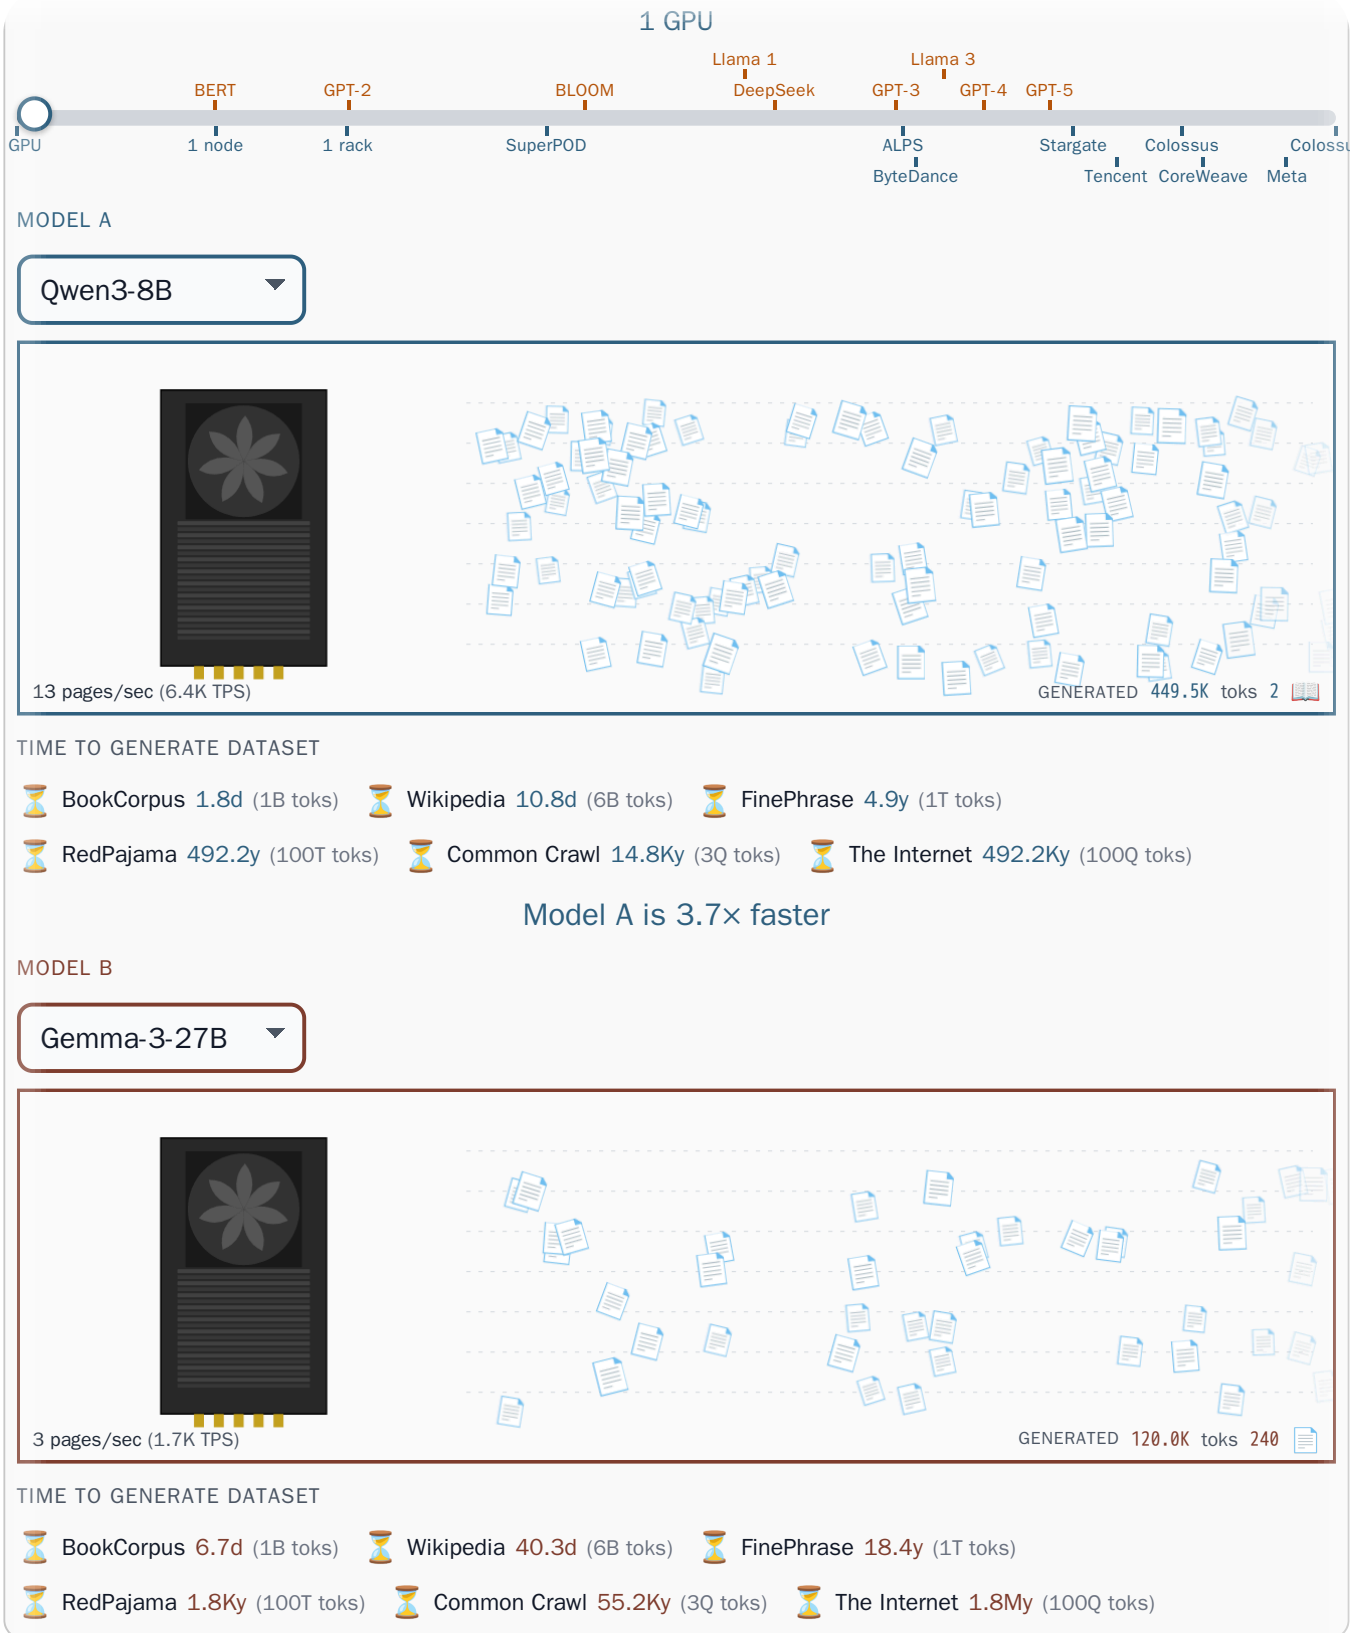 1 GPU
Llama 1 Llama 3
BERT GPT-2 BLOOM DeepSeek GPT-3 GPT-4 GPT-5
GPU 1 node 1 rack SuperPOD ALPS Stargate Colossus Colossu
ByteDance Tencent CoreWeave Meta
MODEL A
Qwen3-8B
13 pages/sec (6.4K TPS) GENERATED 449.5K toks 2
TIME TO GENERATE DATASET
BookCorpus 1.8d (1B toks) Wikipedia 10.8d (6B toks) FinePhrase 4.9y (1T toks)
RedPajama 492.2y (100T toks) Common Crawl 14.8Ky (3Q toks) The Internet 492.2Ky (100Q toks)
Model A is 3.7× faster
MODEL B
Gemma-3-27B
3 pages/sec (1.7K TPS) GENERATED 120.0K toks 240
TIME TO GENERATE DATASET
BookCorpus 6.7d (1B toks) Wikipedia 40.3d (6B toks) FinePhrase 18.4y (1T toks)
RedPajama 1.8Ky (100T toks) Common Crawl 55.2Ky (3Q toks) The Internet 1.8My (100Q toks)